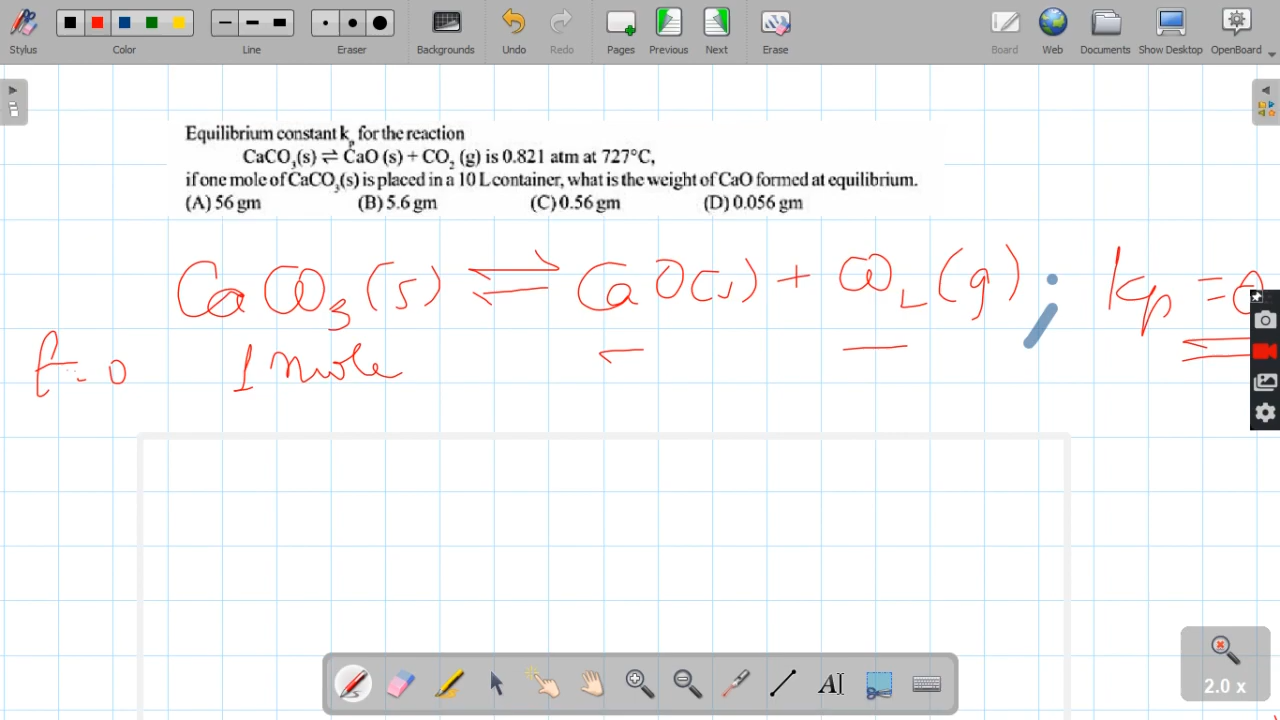 Stylus Color Line Eraser Backgrounds Undo Redo Pages Previous Next Erase Board Web Documents Show Desktop OpenBoard
Equilibrium constant kp for the reaction
CaCO3(s) ⇌ CaO (s) + CO2 (g) is 0.821 atm at 727°C,
if one mole of CaCO3(s) is placed in a 10 L container, what is the weight of CaO formed at equilibrium.
(A) 56 gm (B) 5.6 gm (C) 0.56 gm (D) 0.056 gm
CaCO3 (s) ⇌ CaO(s) + CO2 (g) ; kp = 0
t = 0 1 mole — —
2.0 x